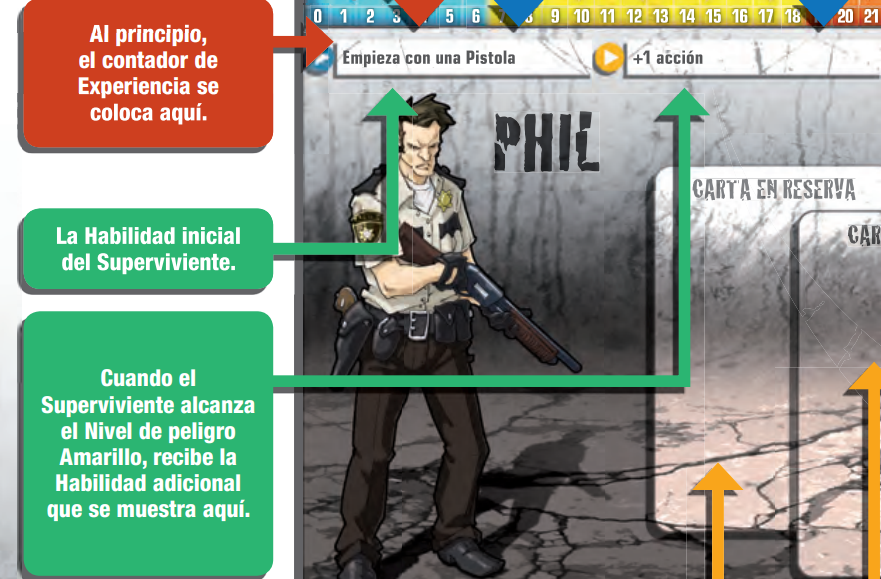 0 1 2 3 5 6 8 9 10 11 12 13 14 15 16 17 18 20 21
Al principio,
el contador de
Experiencia se
coloca aquí.
Empieza con una Pistola
+1 acción
PHIL
CARTA EN RESERVA
La Habilidad inicial
del Superviviente.
Cuando el
Superviviente alcanza
el Nivel de peligro
Amarillo, recibe la
Habilidad adicional
que se muestra aquí.